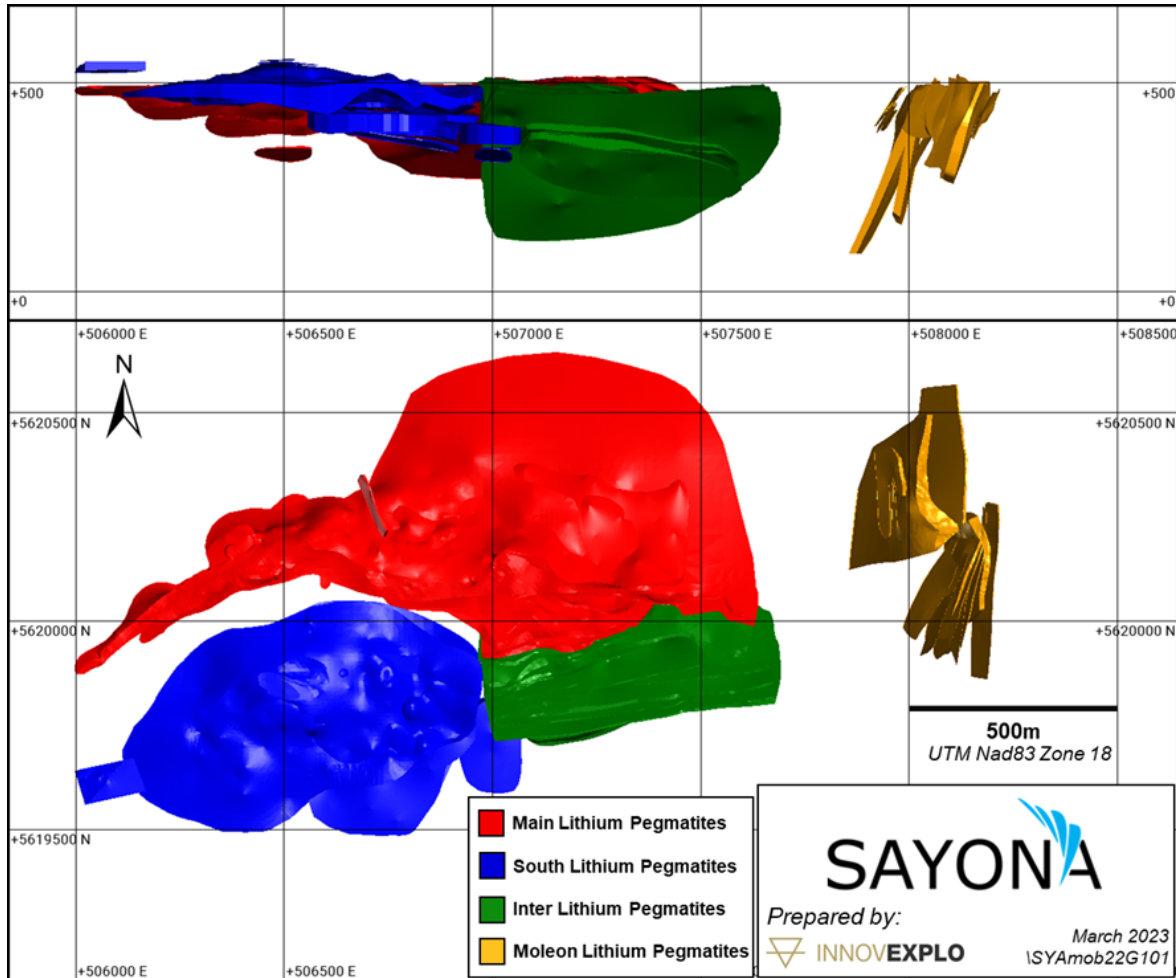 +500
+500
+0
+0
+506000 E
+506500 E
+507000 E
+507500 E
+508000 E
+508500
N
+5620500 N
+5620500 N
+5620000 N
+5620000 N
500m
UTM Nad83 Zone 18
+5619500 N
Main Lithium Pegmatites
South Lithium Pegmatites
Inter Lithium Pegmatites
Moleon Lithium Pegmatites
SAYONA
Prepared by:
INNOVEXPLO
March 2023
\SYAmob22G101
+506000 E
+506500 E